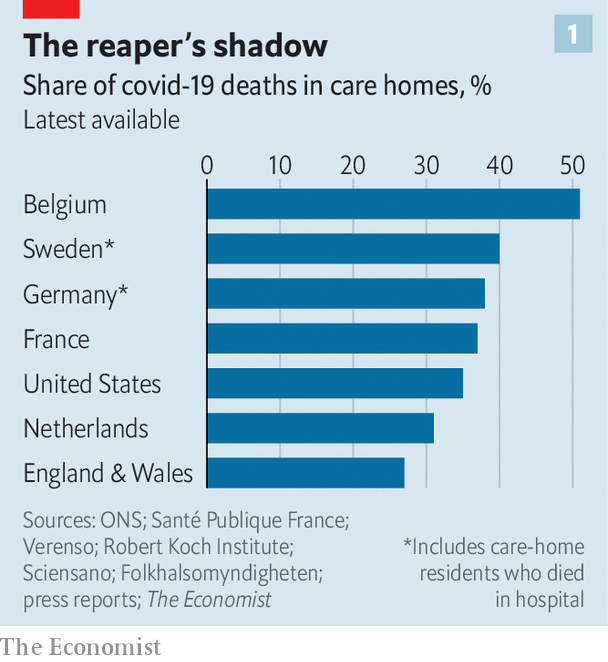 The reaper's shadow
1
Share of covid-19 deaths in care homes, %
Latest available
0 10 20 30 40 50
Belgium
Sweden*
Germany*
France
United States
Netherlands
England & Wales
Sources: ONS; Santé Publique France;
Verenso; Robert Koch Institute;
Sciensano; Folkhalsomyndigheten;
press reports; The Economist
*Includes care-home
residents who died
in hospital
The Economist